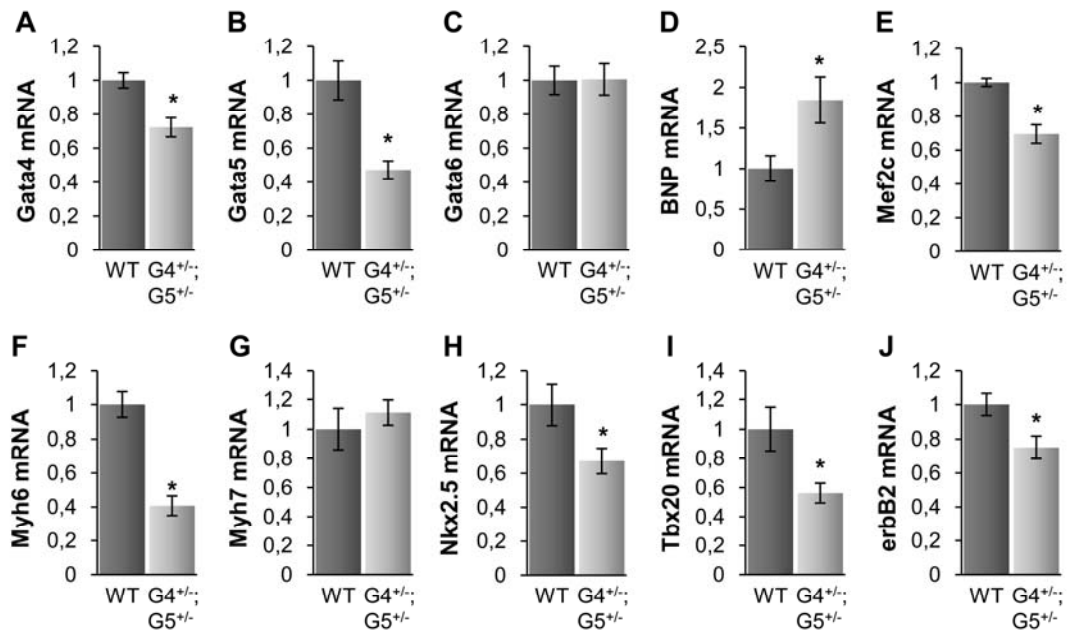 A
Gata4 mRNA
1,2
1
0,8
0,6
0,4
0,2
0
*
WT G4+/-;
G5+/-
B
Gata5 mRNA
1,2
1
0,8
0,6
0,4
0,2
0
*
WT G4+/-;
G5+/-
C
Gata6 mRNA
1,2
1
0,8
0,6
0,4
0,2
0
WT G4+/-;
G5+/-
D
BNP mRNA
2,5
2
1,5
1
0,5
0
*
WT G4+/-;
G5+/-
E
Mef2c mRNA
1,2
1
0,8
0,6
0,4
0,2
0
*
WT G4+/-;
G5+/-
F
Myh6 mRNA
1,2
1
0,8
0,6
0,4
0,2
0
*
WT G4+/-;
G5+/-
G
Myh7 mRNA
1,4
1,2
1
0,8
0,6
0,4
0,2
0
WT G4+/-;
G5+/-
H
Nkx2.5 mRNA
1,2
1
0,8
0,6
0,4
0,2
0
*
WT G4+/-;
G5+/-
I
Tbx20 mRNA
1,4
1,2
1
0,8
0,6
0,4
0,2
0
*
WT G4+/-;
G5+/-
J
erbB2 mRNA
1,2
1
0,8
0,6
0,4
0,2
0
*
WT G4+/-;
G5+/-